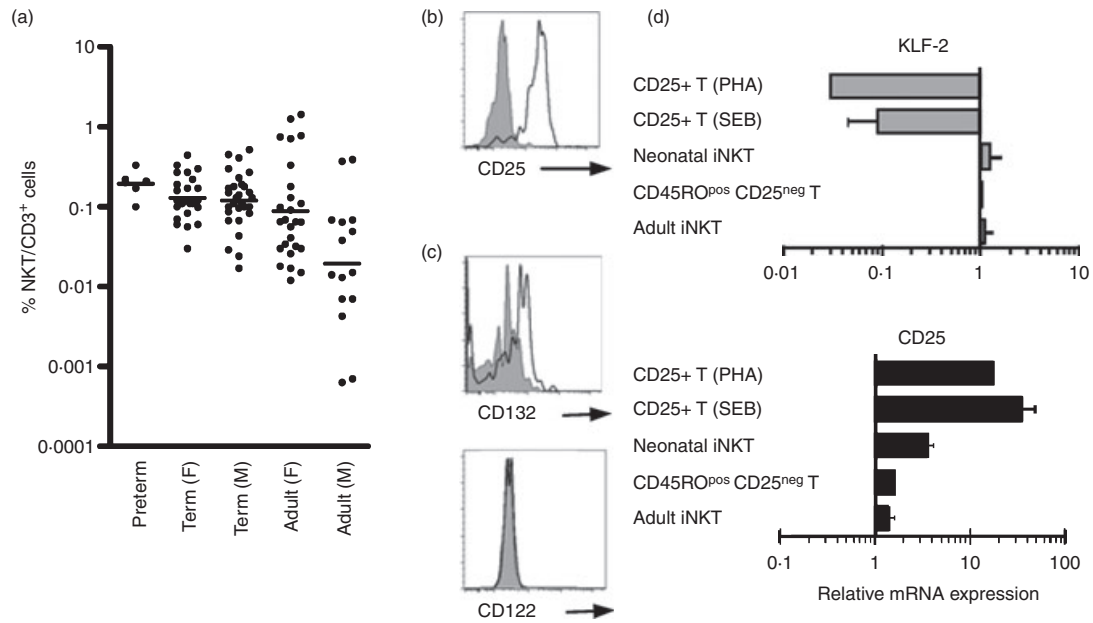 (a)
10
1
0·1
0·01
0·001
0·0001
% NKT/CD3⁺ cells
Preterm
Term (F)
Term (M)
Adult (F)
Adult (M)
(b)
CD25
(c)
CD132
CD122
(d)
KLF-2
CD25+ T (PHA)
CD25+ T (SEB)
Neonatal iNKT
CD45ROᵖᵒˢ CD25ⁿᵉᵍ T
Adult iNKT
0·01 0·1 1 10
CD25
CD25+ T (PHA)
CD25+ T (SEB)
Neonatal iNKT
CD45ROᵖᵒˢ CD25ⁿᵉᵍ T
Adult iNKT
0·1 1 10 100
Relative mRNA expression